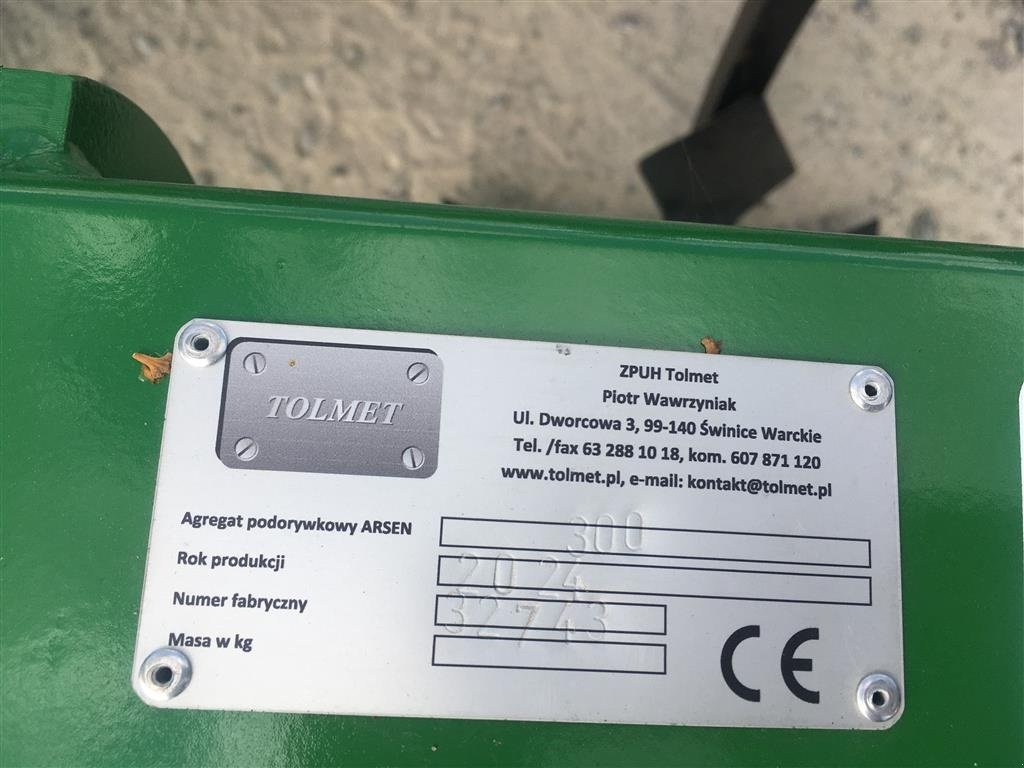 TOLMET
ZPUH Tolmet
Piotr Wawrzyniak
Ul. Dworcowa 3, 99-140 Świnice Warckie
Tel. /fax 63 288 10 18, kom. 607 871 120
www.tolmet.pl, e-mail: kontakt@tolmet.pl
Agregat podorywkowy ARSEN 300
Rok produkcji 2024
Numer fabryczny 32743
Masa w kg
CE